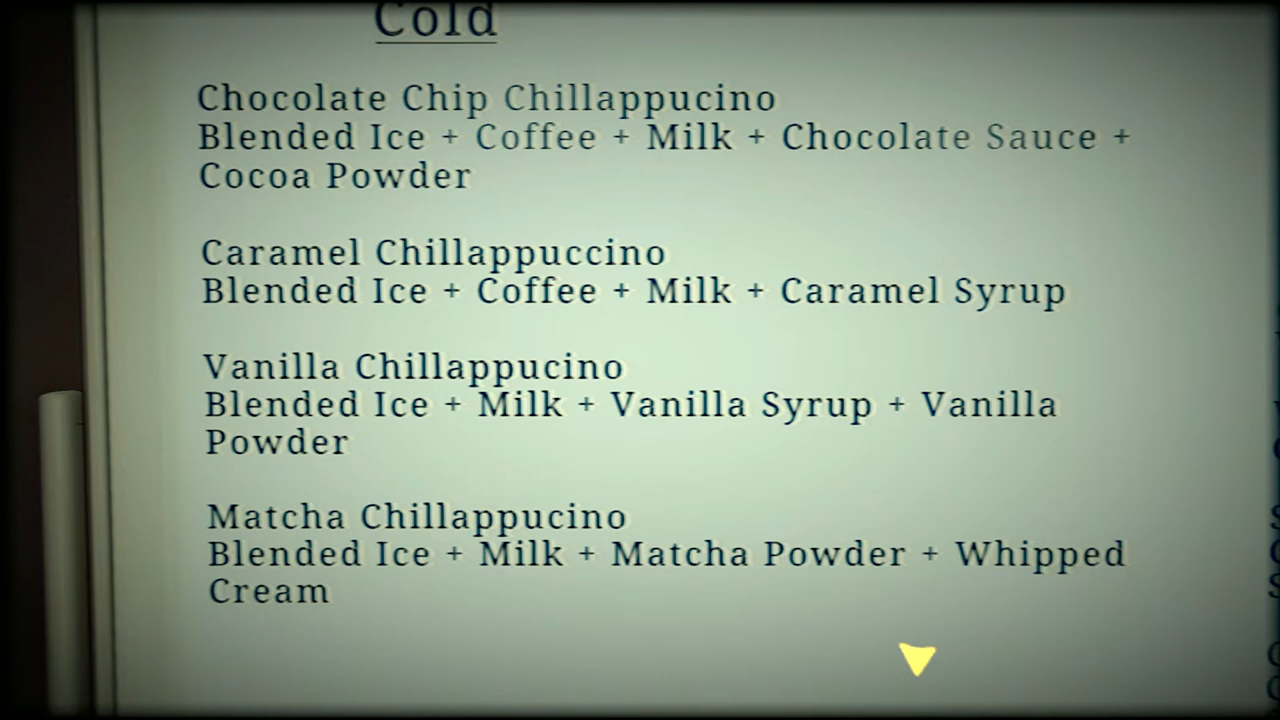 Cold
Chocolate Chip Chillappucino
Blended Ice + Coffee + Milk + Chocolate Sauce +
Cocoa Powder
Caramel Chillappuccino
Blended Ice + Coffee + Milk + Caramel Syrup
Vanilla Chillappucino
Blended Ice + Milk + Vanilla Syrup + Vanilla
Powder
Matcha Chillappucino
Blended Ice + Milk + Matcha Powder + Whipped
Cream